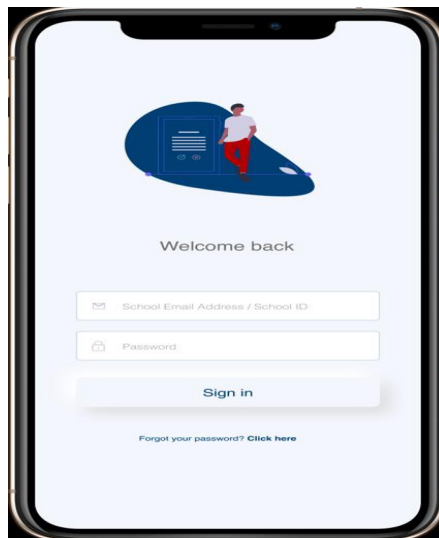 Welcome back
School Email Address / School ID
Password
Sign in
Forgot your password? Click here